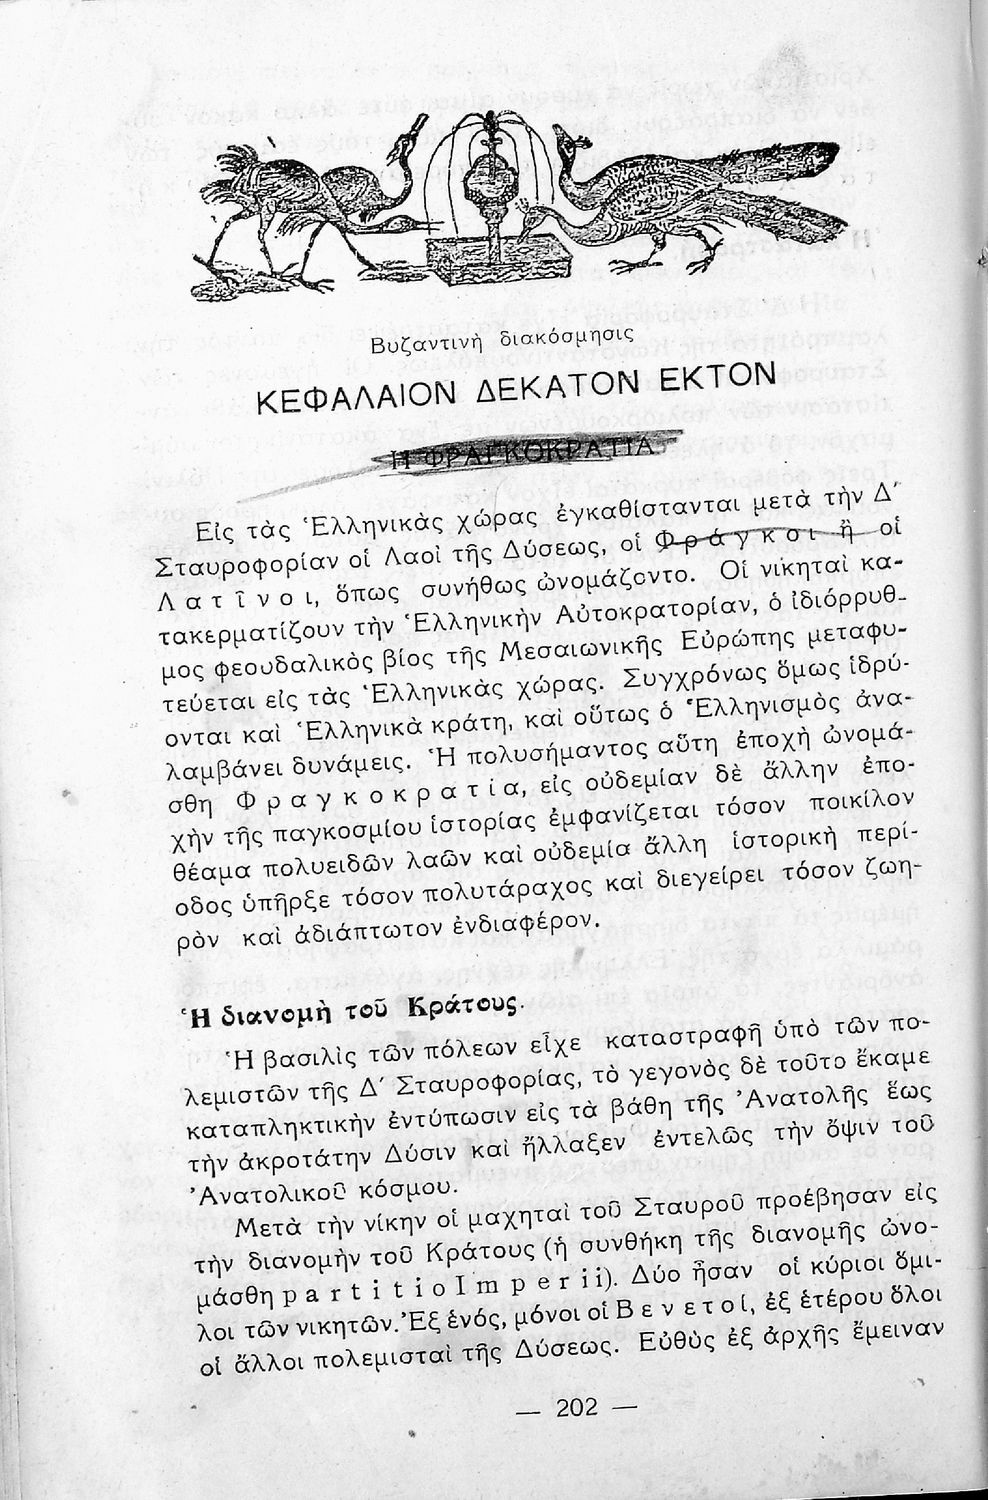 Βυζαντινὴ διακόσμησις
ΚΕΦΑΛΑΙΟΝ ΔΕΚΑΤΟΝ ΕΚΤΟΝ
Η ΦΡΑΓΚΟΚΡΑΤΙΑ
Εἰς τὰς Ἑλληνικὰς χώρας ἐγκαθίστανται μετὰ τὴν Δ΄
Σταυροφορίαν οἱ Λαοὶ τῆς Δύσεως, οἱ Φράγκοι ἢ οἱ
Λατῖνοι, ὅπως συνήθως ὠνομάζοντο. Οἱ νικηταὶ κα-
τακερματίζουν τὴν Ἑλληνικὴν Αὐτοκρατορίαν, ὁ ἰδιόρρυθ-
μος φεουδαλικὸς βίος τῆς Μεσαιωνικῆς Εὐρώπης μεταφυ-
τεύεται εἰς τὰς Ἑλληνικὰς χώρας. Συγχρόνως ὅμως ἱδρύ-
ονται καὶ Ἑλληνικὰ κράτη, καὶ οὕτως ὁ Ἑλληνισμὸς ἀνα-
λαμβάνει δυνάμεις. Ἡ πολυσήμαντος αὕτη ἐποχὴ ὠνομά-
σθη Φραγκοκρατία, εἰς οὐδεμίαν δὲ ἄλλην ἐπο-
χὴν τῆς παγκοσμίου ἱστορίας ἐμφανίζεται τόσον ποικίλον
θέαμα πολυειδῶν λαῶν καὶ οὐδεμία ἄλλη ἱστορικὴ περί-
οδος ὑπῆρξε τόσον πολυτάραχος καὶ διεγείρει τόσον ζωη-
ρὸν καὶ ἀδιάπτωτον ἐνδιαφέρον.
Ἡ διανομὴ τοῦ Κράτους.
Ἡ βασιλὶς τῶν πόλεων εἶχε καταστραφῆ ὑπὸ τῶν πο-
λεμιστῶν τῆς Δ΄ Σταυροφορίας, τὸ γεγονὸς δὲ τοῦτο ἔκαμε
καταπληκτικὴν ἐντύπωσιν εἰς τὰ βάθη τῆς Ἀνατολῆς ἕως
τὴν ἀκροτάτην Δύσιν καὶ ἤλλαξεν ἐντελῶς τὴν ὄψιν τοῦ
Ἀνατολικοῦ κόσμου.
Μετὰ τὴν νίκην οἱ μαχηταὶ τοῦ Σταυροῦ προέβησαν εἰς
τὴν διανομὴν τοῦ Κράτους (ἡ συνθήκη τῆς διανομῆς ὠνο-
μάσθη partitio Imperii). Δύο ἦσαν οἱ κύριοι ὅμι-
λοι τῶν νικητῶν. Ἐξ ἑνός, μόνοι οἱ Βενετοί, ἐξ ἑτέρου ὅλοι
οἱ ἄλλοι πολεμισταὶ τῆς Δύσεως. Εὐθὺς ἐξ ἀρχῆς ἔμειναν
— 202 —